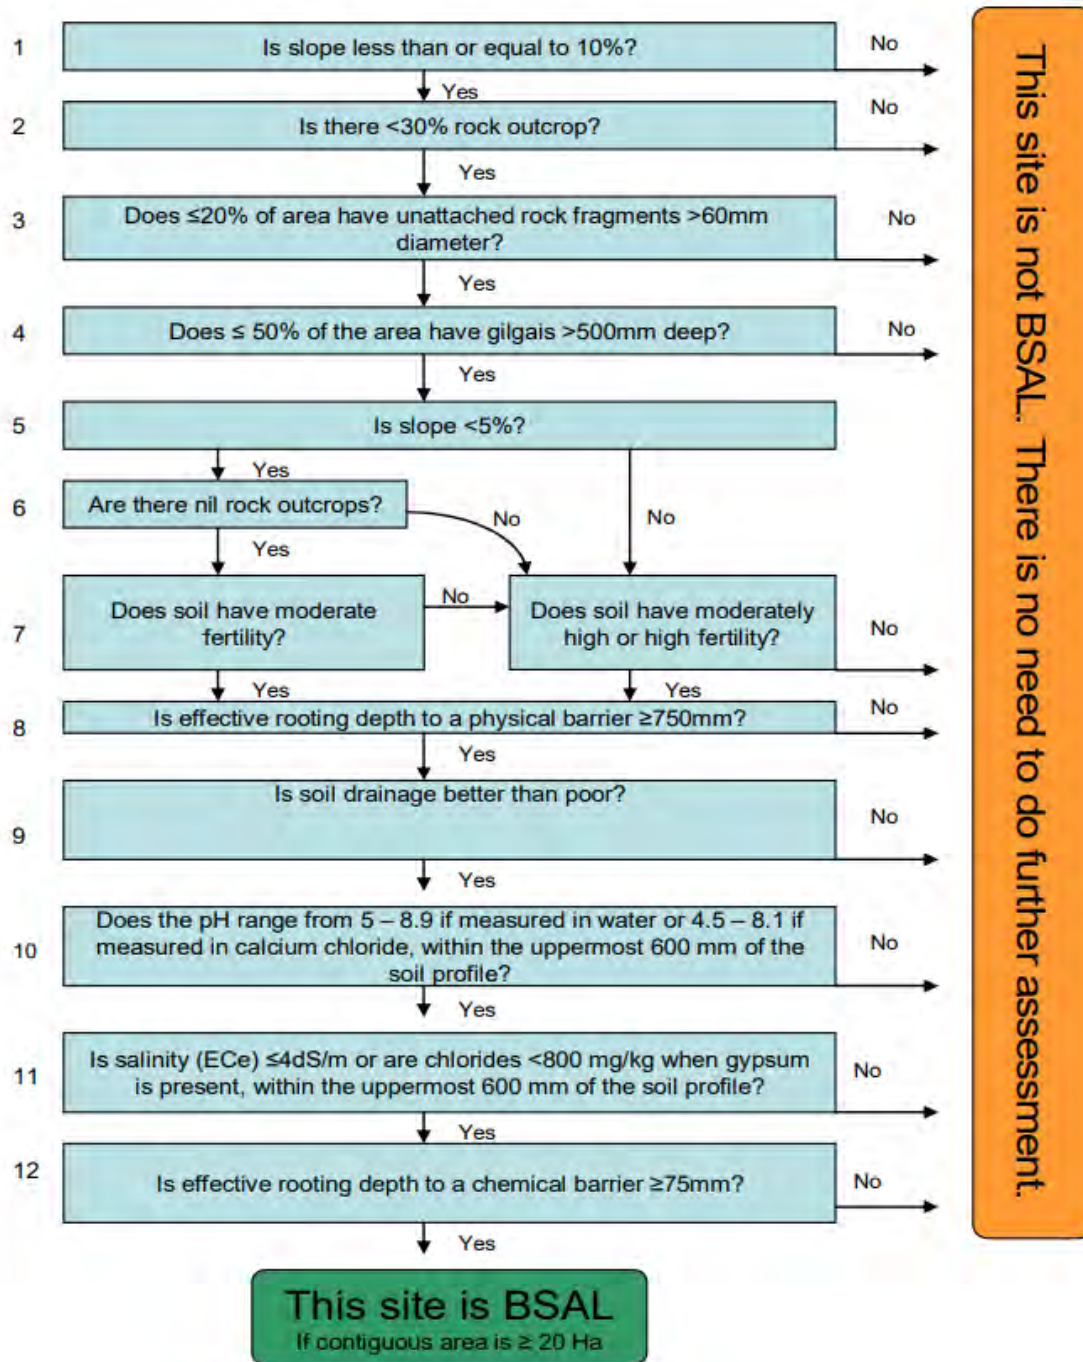 1
Is slope less than or equal to 10%?
No
Yes
2
Is there <30% rock outcrop?
No
Yes
3
Does ≤20% of area have unattached rock fragments >60mm
diameter?
No
Yes
4
Does ≤ 50% of the area have gilgais >500mm deep?
No
Yes
5
Is slope <5%?
Yes
No
6
Are there nil rock outcrops?
No
Yes
7
Does soil have moderate
fertility?
No
Does soil have moderately
high or high fertility?
No
Yes
Yes
8
Is effective rooting depth to a physical barrier ≥750mm?
No
Yes
9
Is soil drainage better than poor?
No
Yes
10
Does the pH range from 5 – 8.9 if measured in water or 4.5 – 8.1 if
measured in calcium chloride, within the uppermost 600 mm of the
soil profile?
No
Yes
11
Is salinity (ECe) ≤4dS/m or are chlorides <800 mg/kg when gypsum
is present, within the uppermost 600 mm of the soil profile?
No
Yes
12
Is effective rooting depth to a chemical barrier ≥75mm?
No
Yes
This site is BSAL
If contiguous area is ≥ 20 Ha
This site is not BSAL. There is no need to do further assessment.